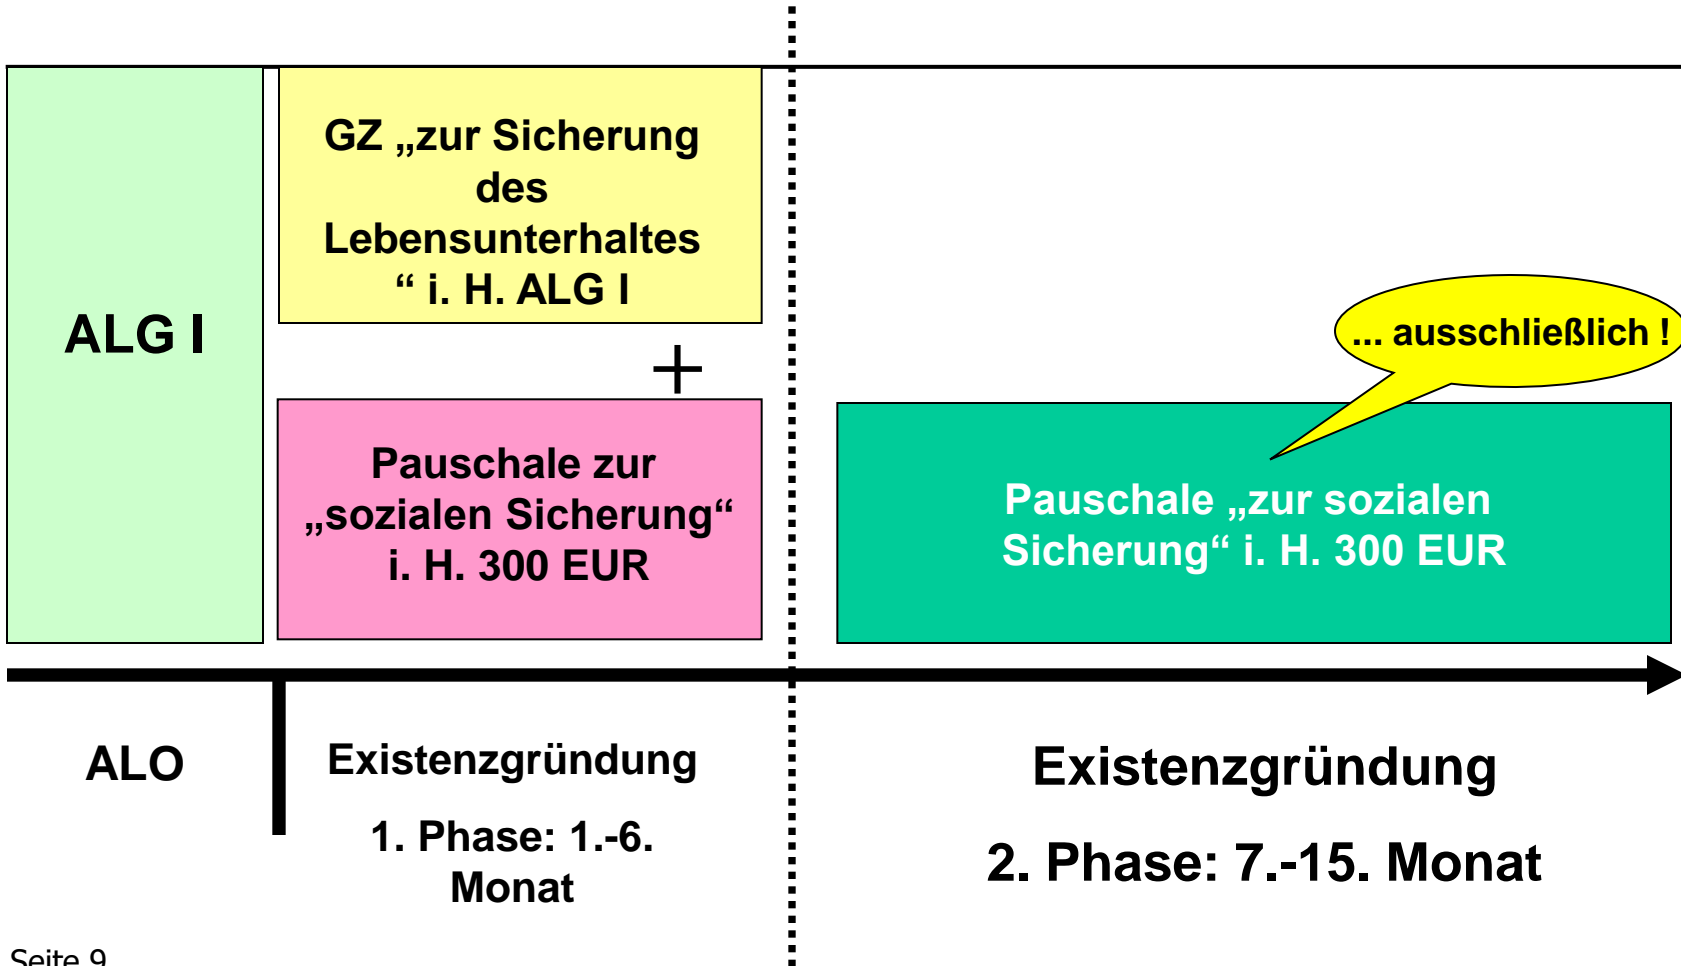 ALG I
GZ „zur Sicherung
des
Lebensunterhaltes
“ i. H. ALG I
+
Pauschale zur
„sozialen Sicherung“
i. H. 300 EUR
... ausschließlich !
Pauschale „zur sozialen
Sicherung“ i. H. 300 EUR
ALO
Existenzgründung
1. Phase: 1.-6.
Monat
Existenzgründung
2. Phase: 7.-15. Monat
Seite 9